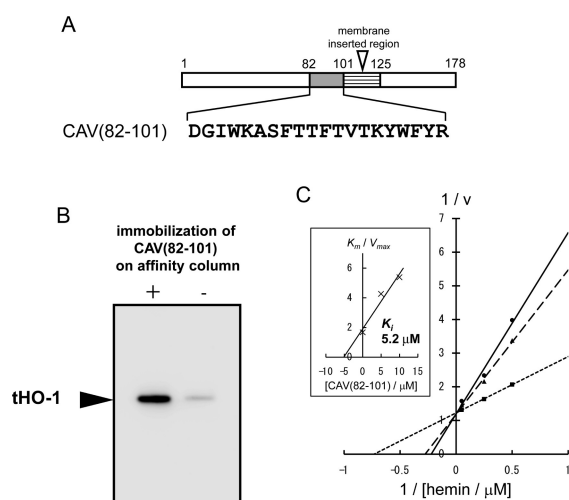 A
membrane
inserted region
1 82 101 125 178
CAV(82-101) DGIWKASFTTFTVTKYWFYR
B
immobilization of
CAV(82-101)
on affinity column
+ -
tHO-1
C
1 / v
7
6
5
4
3
2
1
0
-1 -0.5 0 0.5 1
1 / [hemin / μM]
Km / Vmax
6
4
2
0
-10 -5 0 5 10 15
[CAV(82-101) / μM]
Ki
5.2 μM